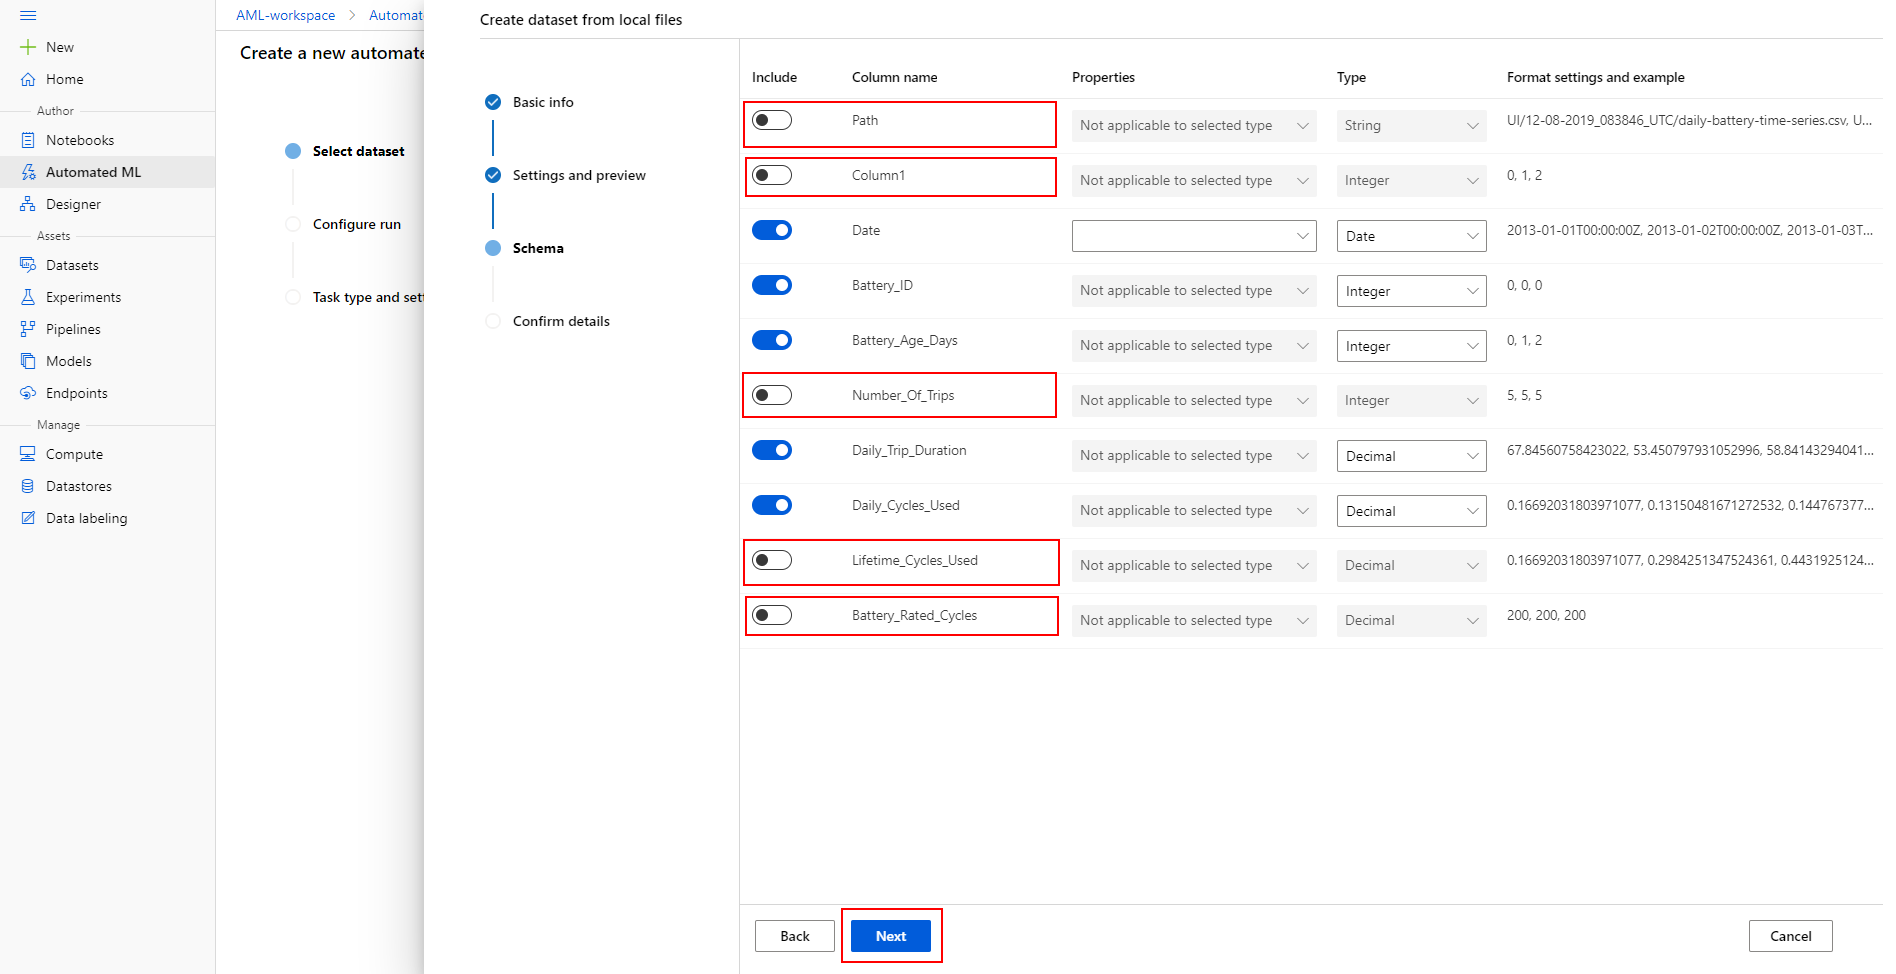 New
Home
Author
Notebooks
Automated ML
Designer
Assets
Datasets
Experiments
Pipelines
Models
Endpoints
Manage
Compute
Datastores
Data labeling
AML-workspace > Automat
Create a new automate
Select dataset
Configure run
Task type and sett
Create dataset from local files
Basic info
Settings and preview
Schema
Confirm details
Include Column name Properties Type Format settings and example
Path Not applicable to selected type String UI/12-08-2019_083846_UTC/daily-battery-time-series.csv, U...
Column1 Not applicable to selected type Integer 0, 1, 2
Date Date 2013-01-01T00:00:00Z, 2013-01-02T00:00:00Z, 2013-01-03T...
Battery_ID Not applicable to selected type Integer 0, 0, 0
Battery_Age_Days Not applicable to selected type Integer 0, 1, 2
Number_Of_Trips Not applicable to selected type Integer 5, 5, 5
Daily_Trip_Duration Not applicable to selected type Decimal 67.84560758423022, 53.450797931052996, 58.84143294041...
Daily_Cycles_Used Not applicable to selected type Decimal 0.16692031803971077, 0.13150481671272532, 0.144767377...
Lifetime_Cycles_Used Not applicable to selected type Decimal 0.16692031803971077, 0.2984251347524361, 0.4431925124...
Battery_Rated_Cycles Not applicable to selected type Decimal 200, 200, 200
Back Next Cancel